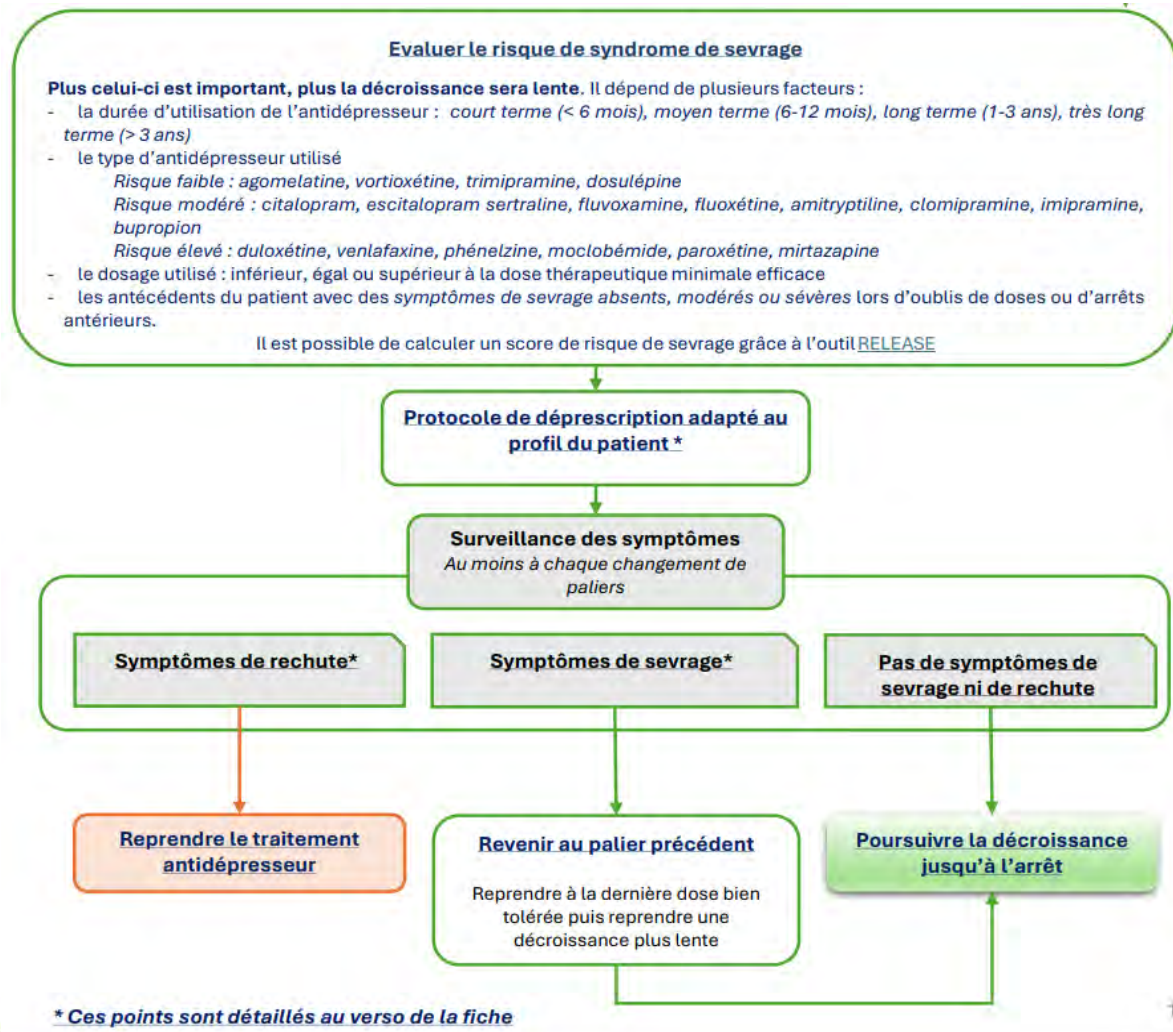 Evaluer le risque de syndrome de sevrage
Plus celui-ci est important, plus la décroissance sera lente. Il dépend de plusieurs facteurs :
- la durée d'utilisation de l'antidépresseur : court terme (< 6 mois), moyen terme (6-12 mois), long terme (1-3 ans), très long
terme (> 3 ans)
- le type d'antidépresseur utilisé
Risque faible : agomelatine, vortioxétine, trimipramine, dosulépine
Risque modéré : citalopram, escitalopram sertraline, fluvoxamine, fluoxétine, amitryptiline, clomipramine, imipramine,
bupropion
Risque élevé : duloxétine, venlafaxine, phénelzine, moclobémide, paroxétine, mirtazapine
- le dosage utilisé : inférieur, égal ou supérieur à la dose thérapeutique minimale efficace
- les antécédents du patient avec des symptômes de sevrage absents, modérés ou sévères lors d'oublis de doses ou d'arrêts
antérieurs.
Il est possible de calculer un score de risque de sevrage grâce à l'outil RELEASE
Protocole de déprescription adapté au
profil du patient *
Surveillance des symptômes
Au moins à chaque changement de
paliers
Symptômes de rechute*
Symptômes de sevrage*
Pas de symptômes de
sevrage ni de rechute
Reprendre le traitement
antidépresseur
Revenir au palier précédent
Reprendre à la dernière dose bien
tolérée puis reprendre une
décroissance plus lente
Poursuivre la décroissance
jusqu'à l'arrêt
* Ces points sont détaillés au verso de la fiche